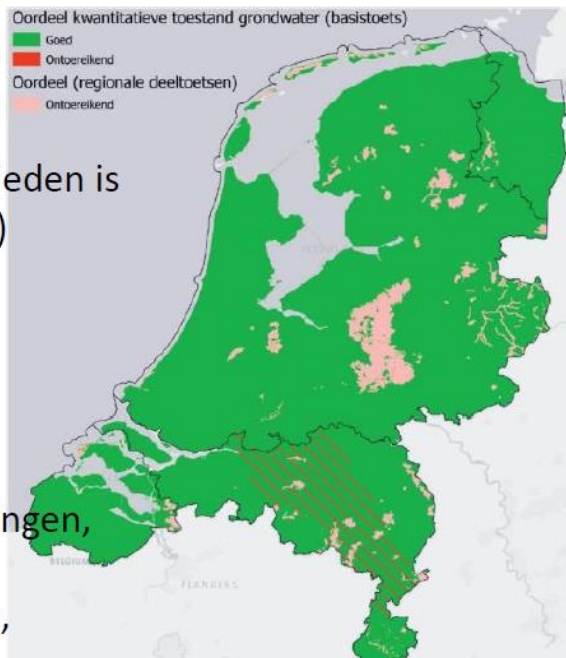 Oordeel kwantitatieve toestand grondwater (basistoets)
Goed
Ontoereikend
Oordeel (regionale deeltoetsen)
Ontoereikend
eden is
)
ngen,
BELGIUM
FLANDERS
,